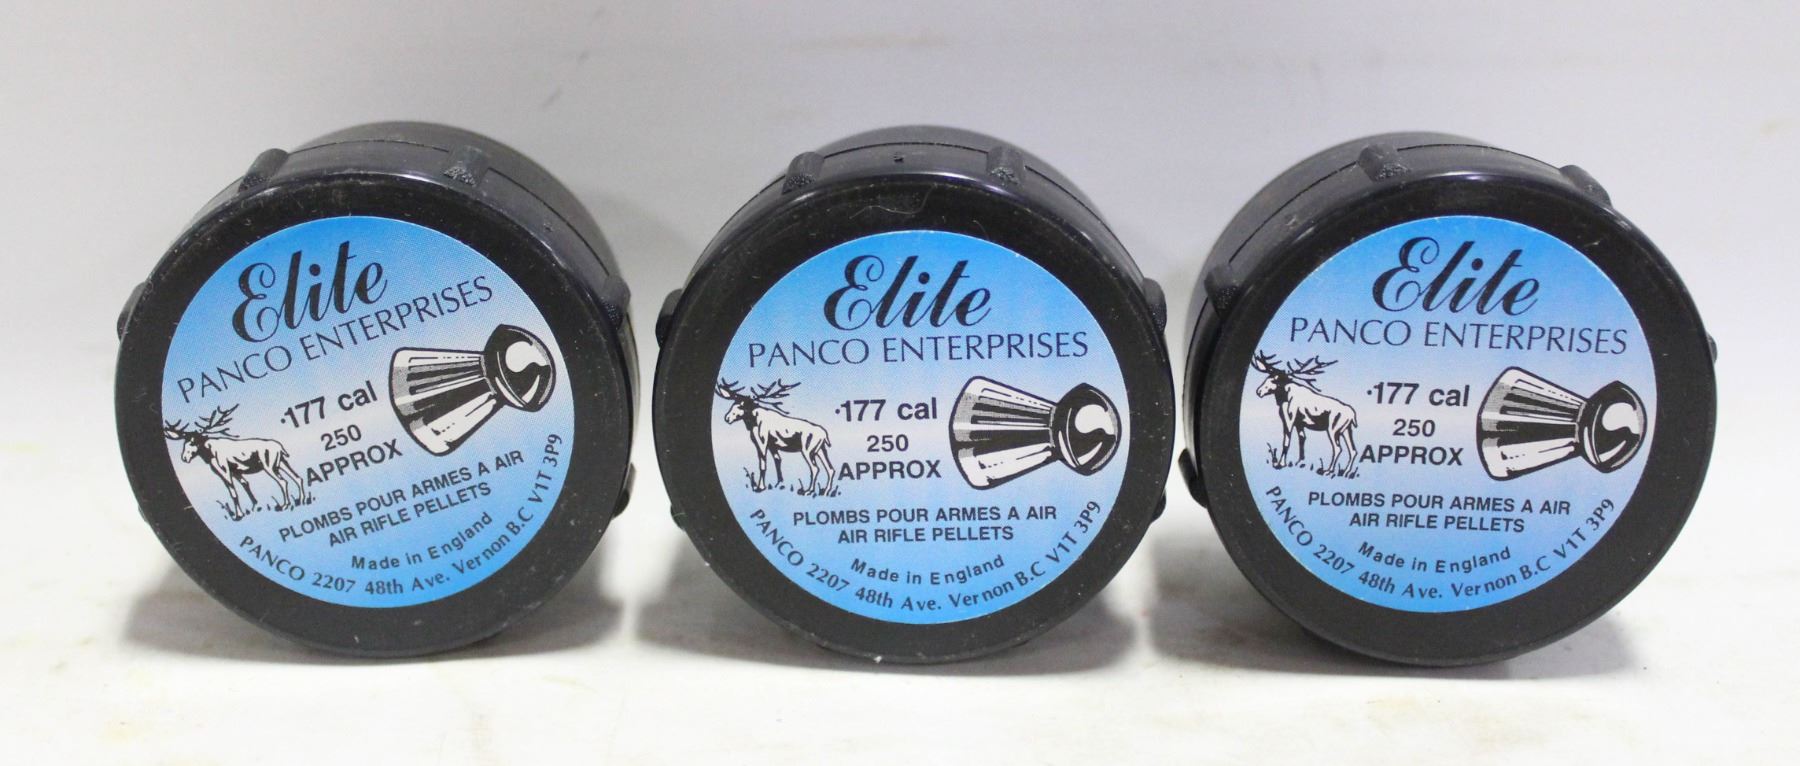 Elite
PANCO ENTERPRISES
.177 cal
250
APPROX
PLOMBS POUR ARMES A AIR
AIR RIFLE PELLETS
Made in England
PANCO 2207 48th Ave. Vernon B.C V1T 3P9
Elite
PANCO ENTERPRISES
.177 cal
250
APPROX
PLOMBS POUR ARMES A AIR
AIR RIFLE PELLETS
Made in England
PANCO 2207 48th Ave. Vernon B.C V1T 3P9
Elite
PANCO ENTERPRISES
.177 cal
250
APPROX
PLOMBS POUR ARMES A AIR
AIR RIFLE PELLETS
Made in England
PANCO 2207 48th Ave. Vernon B.C V1T 3P9